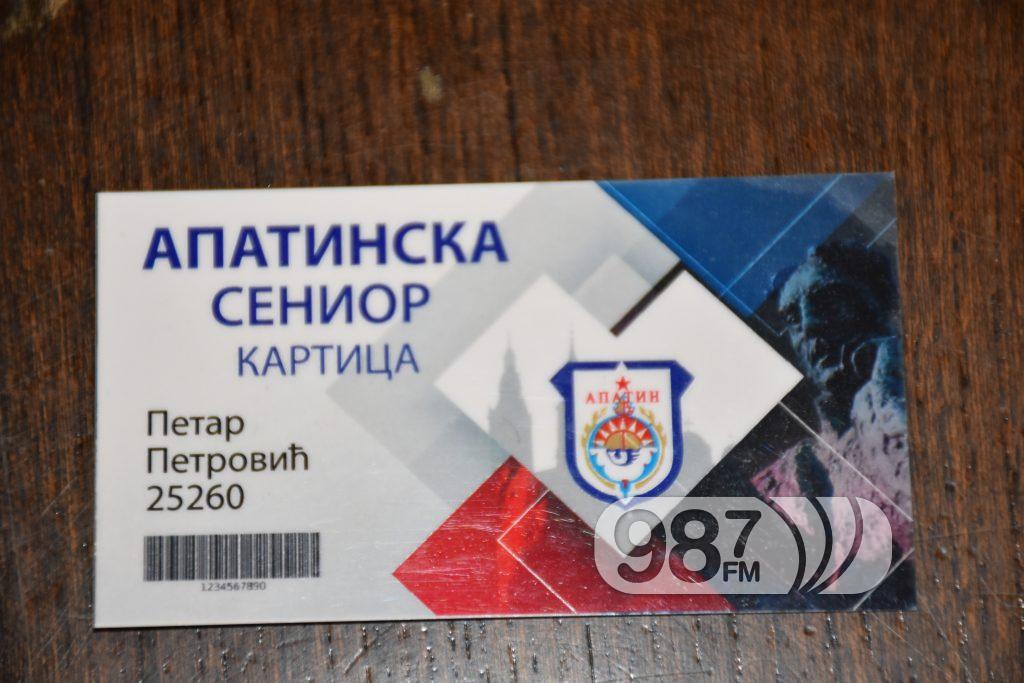 АПАТИНСКА
СЕНИОР
КАРТИЦА
Петар
Петровић
25260
1234567890
АПАТИН
987
FM